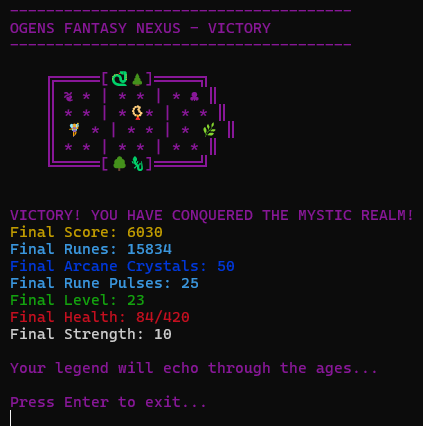 OGENS FANTASY NEXUS - VICTORY
VICTORY! YOU HAVE CONQUERED THE MYSTIC REALM!
Final Score: 6030
Final Runes: 15834
Final Arcane Crystals: 50
Final Rune Pulses: 25
Final Level: 23
Final Health: 84/420
Final Strength: 10
Your legend will echo through the ages...
Press Enter to exit...